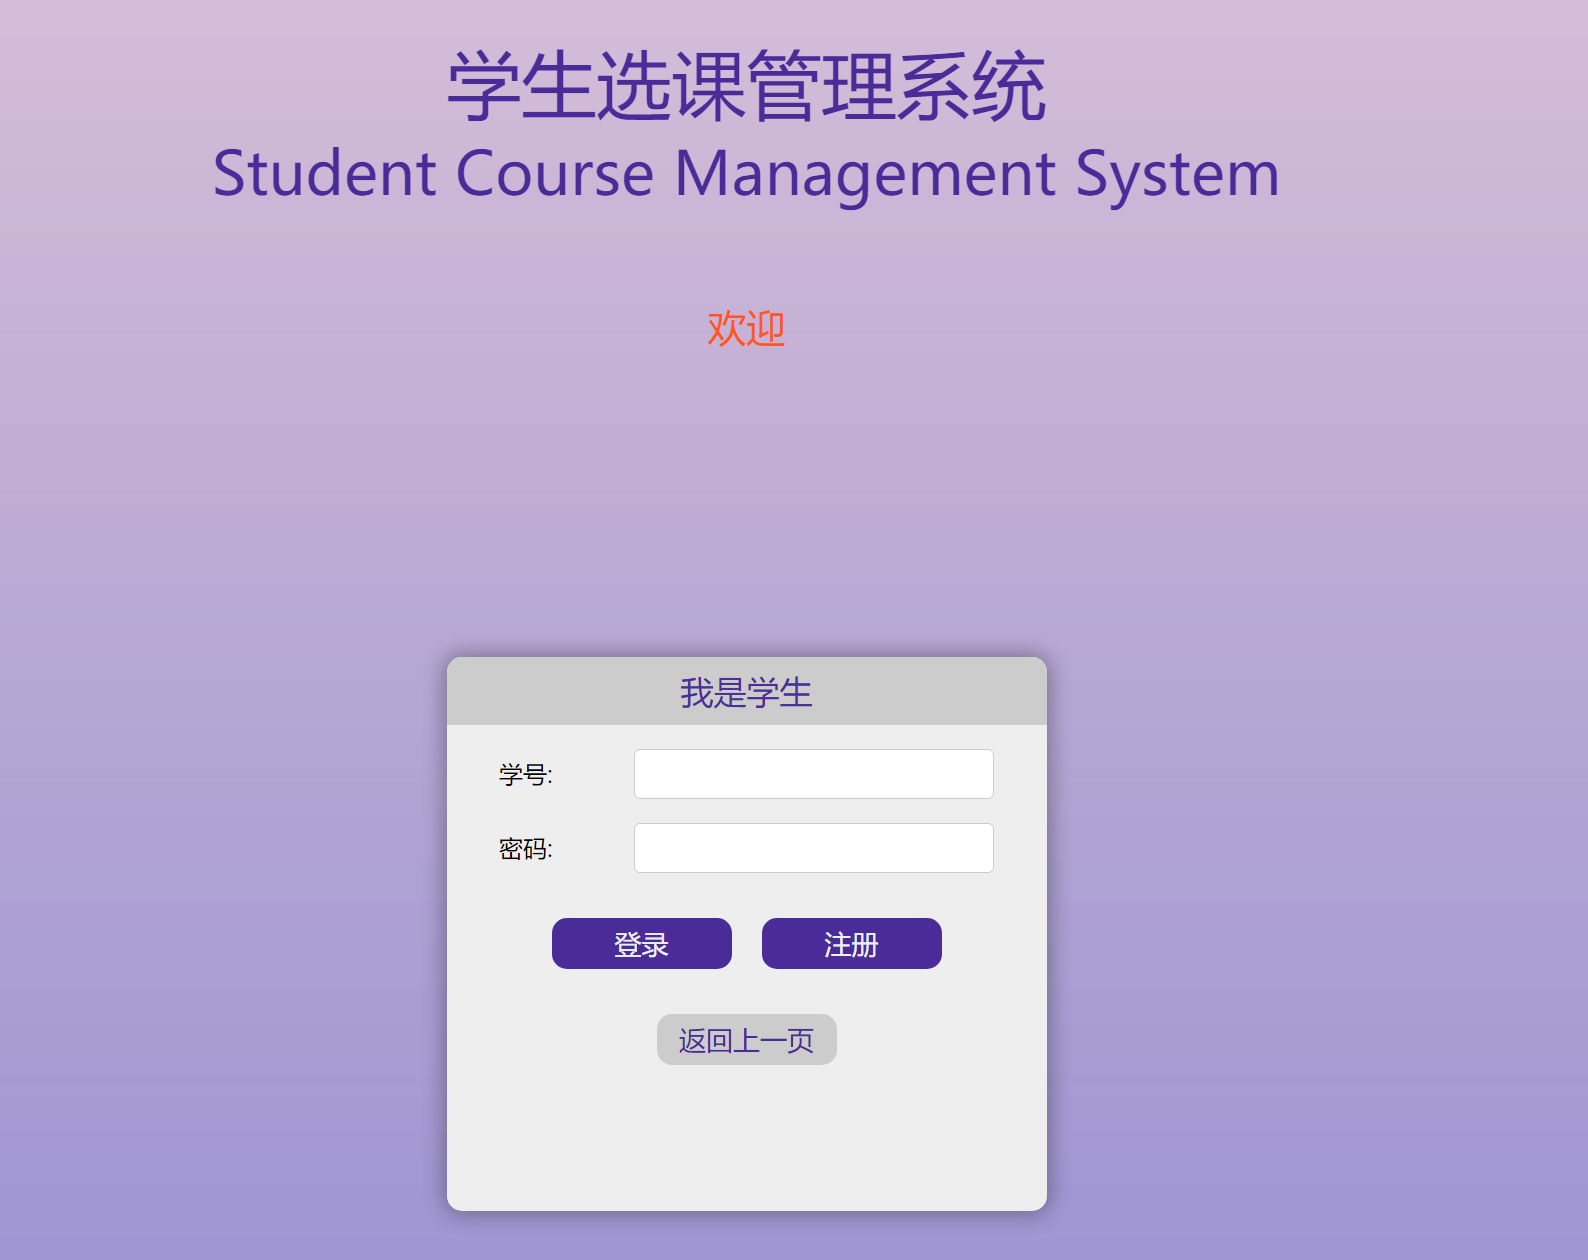 学生选课管理系统
Student Course Management System
欢迎
我是学生
学号:
密码:
登录 注册
返回上一页